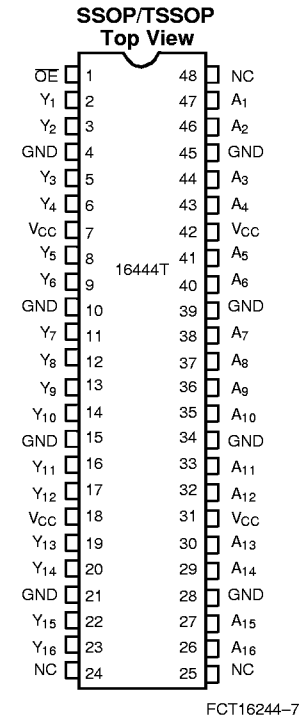 SSOP/TSSOP
Top View
OE 1 48 NC
Y1 2 47 A1
Y2 3 46 A2
GND 4 45 GND
Y3 5 44 A3
Y4 6 43 A4
VCC 7 42 VCC
Y5 8 41 A5
16444T
Y6 9 40 A6
GND 10 39 GND
Y7 11 38 A7
Y8 12 37 A8
Y9 13 36 A9
Y10 14 35 A10
GND 15 34 GND
Y11 16 33 A11
Y12 17 32 A12
VCC 18 31 VCC
Y13 19 30 A13
Y14 20 29 A14
GND 21 28 GND
Y15 22 27 A15
Y16 23 26 A16
NC 24 25 NC
FCT16244–7